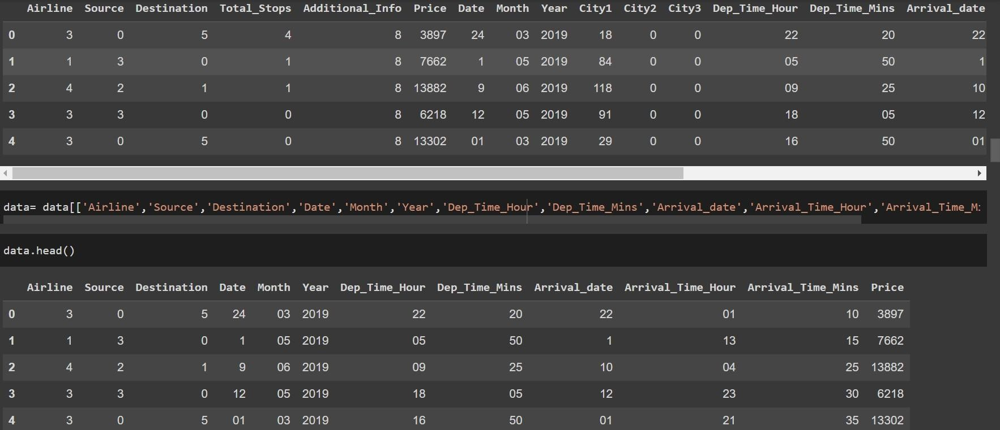 Airline Source Destination Total_Stops Additional_Info Price Date Month Year City1 City2 City3 Dep_Time_Hour Dep_Time_Mins Arrival_date
0 3 0 5 4 8 3897 24 03 2019 18 0 0 22 20 22
1 1 3 0 1 8 7662 1 05 2019 84 0 0 05 50 1
2 4 2 1 1 8 13882 9 06 2019 118 0 0 09 25 10
3 3 3 0 0 8 6218 12 05 2019 91 0 0 18 05 12
4 3 0 5 0 8 13302 01 03 2019 29 0 0 16 50 01
data= data[['Airline','Source','Destination','Date','Month','Year','Dep_Time_Hour','Dep_Time_Mins','Arrival_date','Arrival_Time_Hour','Arrival_Time_M
data.head()
Airline Source Destination Date Month Year Dep_Time_Hour Dep_Time_Mins Arrival_date Arrival_Time_Hour Arrival_Time_Mins Price
0 3 0 5 24 03 2019 22 20 22 01 10 3897
1 1 3 0 1 05 2019 05 50 1 13 15 7662
2 4 2 1 9 06 2019 09 25 10 04 25 13882
3 3 3 0 12 05 2019 18 05 12 23 30 6218
4 3 0 5 01 03 2019 16 50 01 21 35 13302